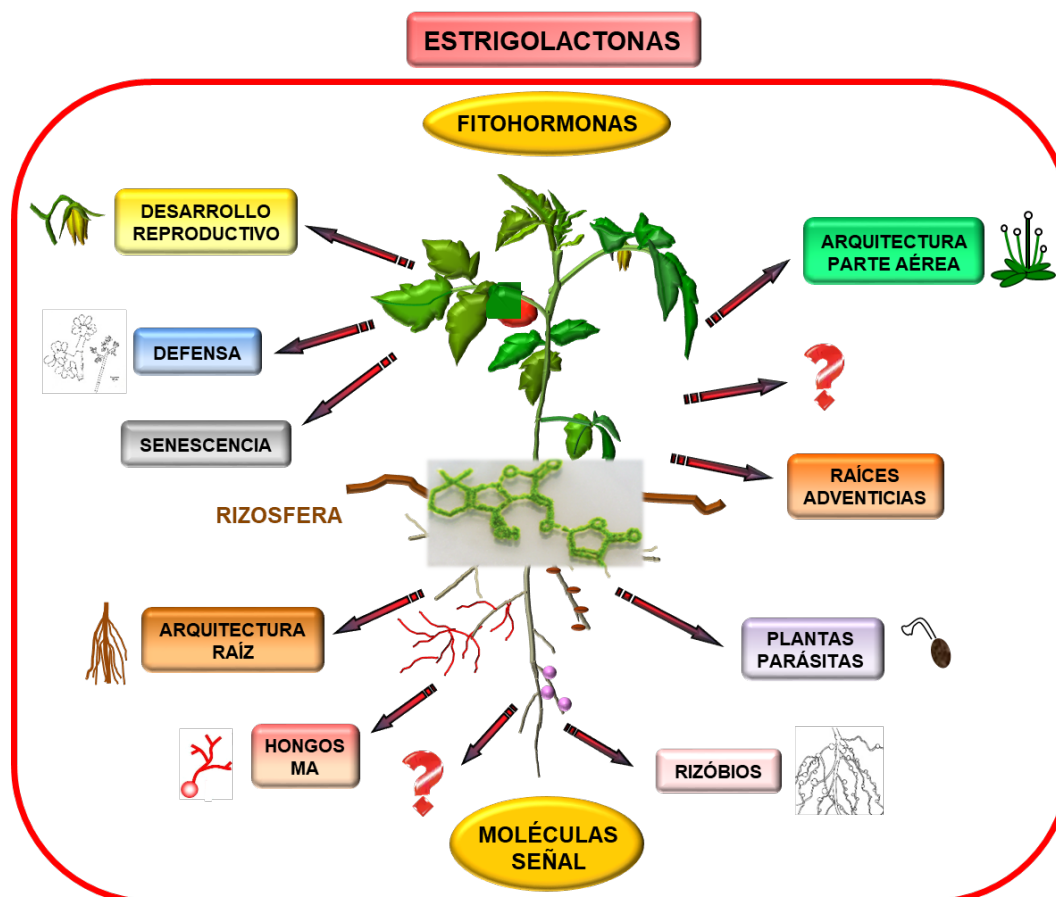 ESTRIGOLACTONAS
FITOHORMONAS
DESARROLLO
REPRODUCTIVO
ARQUITECTURA
PARTE AÉREA
DEFENSA
?
SENESCENCIA
RAÍCES
ADVENTICIAS
RIZOSFERA
ARQUITECTURA
RAÍZ
PLANTAS
PARÁSITAS
HONGOS
MA
?
RIZÓBIOS
MOLÉCULAS
SEÑAL